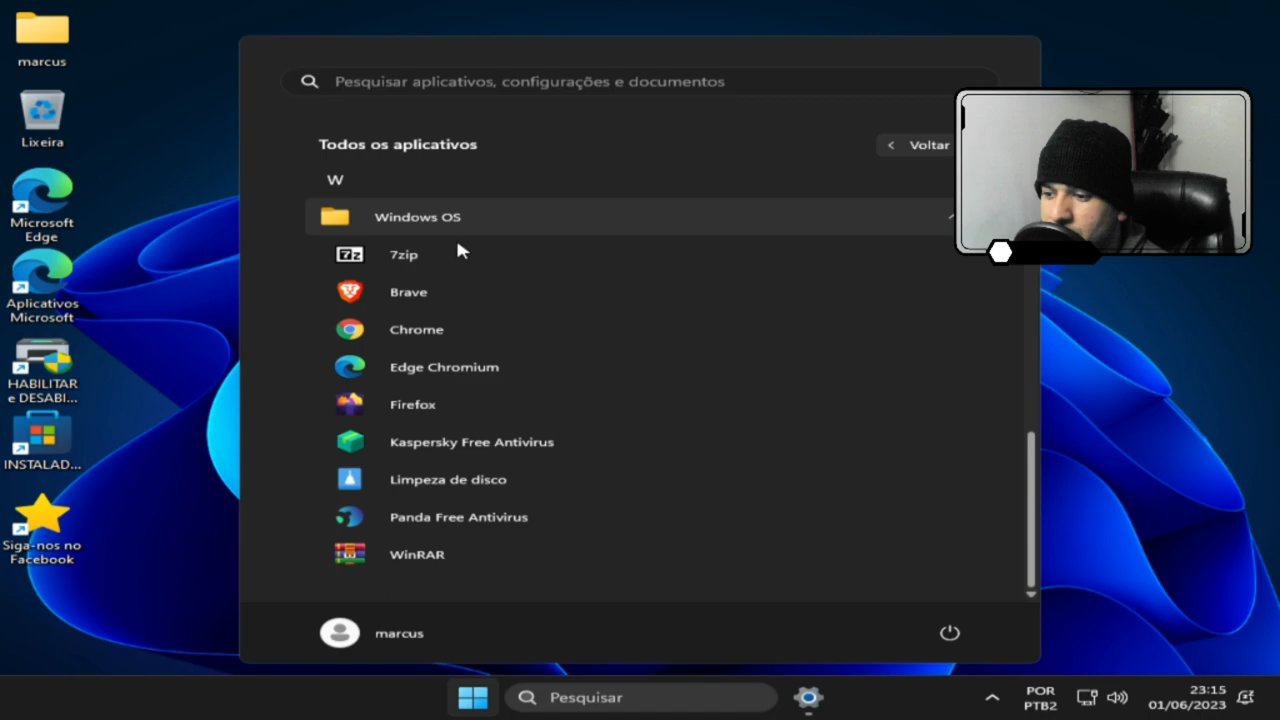 marcus
Lixeira
Microsoft
Edge
Aplicativos
Microsoft
HABILITAR
e DESABI...
INSTALAD...
Siga-nos no
Facebook
Pesquisar aplicativos, configurações e documentos
Todos os aplicativos
Voltar
W
Windows OS
7z 7zip
Brave
Chrome
Edge Chromium
Firefox
Kaspersky Free Antivirus
Limpeza de disco
Panda Free Antivirus
WinRAR
marcus
Pesquisar
POR
PTB2
23:15
01/06/2023